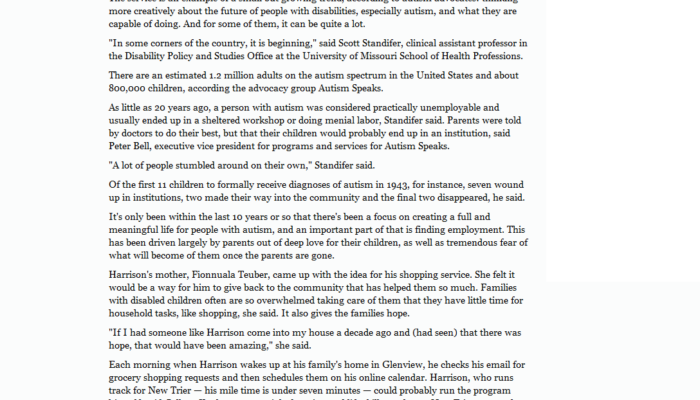 more creatively about the future of people with disabilities, especially autism, and what they are
capable of doing. And for some of them, it can be quite a lot.
"In some corners of the country, it is beginning," said Scott Standifer, clinical assistant professor in
the Disability Policy and Studies Office at the University of Missouri School of Health Professions.
There are an estimated 1.2 million adults on the autism spectrum in the United States and about
800,000 children, according the advocacy group Autism Speaks.
As little as 20 years ago, a person with autism was considered practically unemployable and
usually ended up in a sheltered workshop or doing menial labor, Standifer said. Parents were told
by doctors to do their best, but that their children would probably end up in an institution, said
Peter Bell, executive vice president for programs and services for Autism Speaks.
"A lot of people stumbled around on their own," Standifer said.
Of the first 11 children to formally receive diagnoses of autism in 1943, for instance, seven wound
up in institutions, two made their way into the community and the final two disappeared, he said.
It's only been within the last 10 years or so that there's been a focus on creating a full and
meaningful life for people with autism, and an important part of that is finding employment. This
has been driven largely by parents out of deep love for their children, as well as tremendous fear of
what will become of them once the parents are gone.
Harrison's mother, Fionnuala Teuber, came up with the idea for his shopping service. She felt it
would be a way for him to give back to the community that has helped them so much. Families
with disabled children often are so overwhelmed taking care of them that they have little time for
household tasks, like shopping, she said. It also gives the families hope.
"If I had someone like Harrison come into my house a decade ago and (had seen) that there was
hope, that would have been amazing," she said.
Each morning when Harrison wakes up at his family's home in Glenview, he checks his email for
grocery shopping requests and then schedules them on his online calendar. Harrison, who runs
track for New Trier — his mile time is under seven minutes — could probably run the program